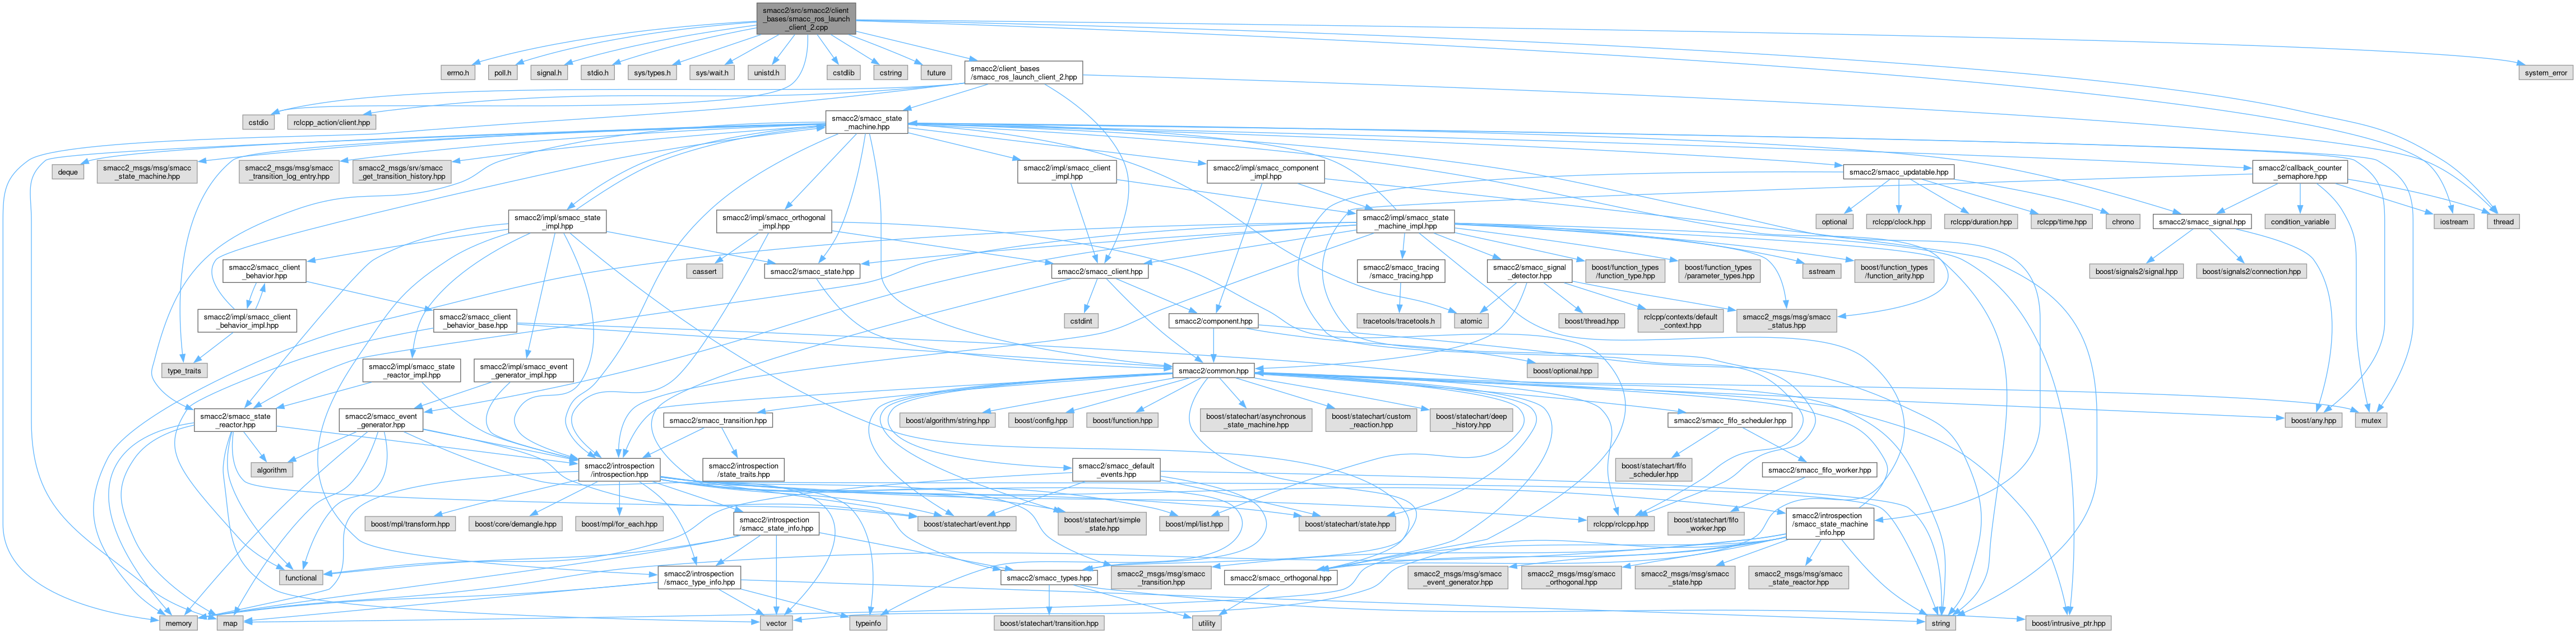 smacc2/src/smacc2/client
_bases/smacc_ros_launch
_client_2.cpp
errno.h
poll.h
signal.h
stdio.h
sys/types.h
sys/wait.h
unistd.h
cstdlib
cstring
future
smacc2/client_bases
/smacc_ros_launch_client_2.hpp
system_error
cstdio
rclcpp_action/client.hpp
smacc2/smacc_state
_machine.hpp
deque
smacc2_msgs/msg/smacc
_state_machine.hpp
smacc2_msgs/msg/smacc
_transition_log_entry.hpp
smacc2_msgs/srv/smacc
_get_transition_history.hpp
smacc2/impl/smacc_client
_impl.hpp
smacc2/impl/smacc_component
_impl.hpp
smacc2/smacc_updatable.hpp
smacc2/callback_counter
_semaphore.hpp
smacc2/impl/smacc_state
_impl.hpp
smacc2/impl/smacc_orthogonal
_impl.hpp
smacc2/impl/smacc_state
_machine_impl.hpp
optional
rclcpp/clock.hpp
rclcpp/duration.hpp
rclcpp/time.hpp
chrono
smacc2/smacc_signal.hpp
condition_variable
iostream
thread
smacc2/smacc_client
_behavior.hpp
cassert
smacc2/smacc_state.hpp
smacc2/smacc_client.hpp
smacc2/smacc_tracing
/smacc_tracing.hpp
smacc2/smacc_signal
_detector.hpp
boost/function_types
/function_type.hpp
boost/function_types
/parameter_types.hpp
sstream
boost/function_types
/function_arity.hpp
boost/signals2/signal.hpp
boost/signals2/connection.hpp
smacc2/impl/smacc_client
_behavior_impl.hpp
smacc2/smacc_client
_behavior_base.hpp
cstdint
smacc2/component.hpp
tracetools/tracetools.h
atomic
boost/thread.hpp
rclcpp/contexts/default
_context.hpp
smacc2_msgs/msg/smacc
_status.hpp
type_traits
smacc2/impl/smacc_state
_reactor_impl.hpp
smacc2/impl/smacc_event
_generator_impl.hpp
smacc2/common.hpp
boost/optional.hpp
smacc2/smacc_state
_reactor.hpp
smacc2/smacc_event
_generator.hpp
smacc2/smacc_transition.hpp
boost/algorithm/string.hpp
boost/config.hpp
boost/function.hpp
boost/statechart/asynchronous
_state_machine.hpp
boost/statechart/custom
_reaction.hpp
boost/statechart/deep
_history.hpp
smacc2/smacc_fifo_scheduler.hpp
boost/any.hpp
mutex
algorithm
smacc2/introspection
/introspection.hpp
smacc2/introspection
/state_traits.hpp
smacc2/smacc_default
_events.hpp
boost/statechart/fifo
_scheduler.hpp
smacc2/smacc_fifo_worker.hpp
boost/mpl/transform.hpp
boost/core/demangle.hpp
boost/mpl/for_each.hpp
smacc2/introspection
/smacc_state_info.hpp
boost/statechart/event.hpp
boost/statechart/simple
_state.hpp
boost/mpl/list.hpp
boost/statechart/state.hpp
rclcpp/rclcpp.hpp
boost/statechart/fifo
_worker.hpp
smacc2/introspection
/smacc_state_machine
_info.hpp
functional
smacc2/introspection
/smacc_type_info.hpp
smacc2/smacc_types.hpp
smacc2_msgs/msg/smacc
_transition.hpp
smacc2/smacc_orthogonal.hpp
smacc2_msgs/msg/smacc
_event_generator.hpp
smacc2_msgs/msg/smacc
_orthogonal.hpp
smacc2_msgs/msg/smacc
_state.hpp
smacc2_msgs/msg/smacc
_state_reactor.hpp
memory
map
vector
typeinfo
boost/statechart/transition.hpp
utility
string
boost/intrusive_ptr.hpp